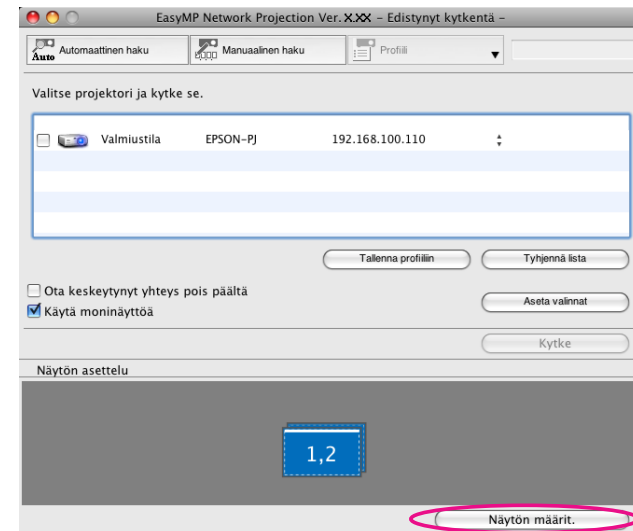 EasyMP Network Projection Ver. X.XX – Edistynyt kytkentä –
Auto Automaattinen haku Manuaalinen haku Profiili
Valitse projektori ja kytke se.
Valmiustila EPSON-PJ 192.168.100.110
Tallenna profiiliin Tyhjennä lista
Ota keskeytynyt yhteys pois päältä
Aseta valinnat
Käytä moninäyttöä
Kytke
Näytön asettelu
1,2
Näytön määrit.